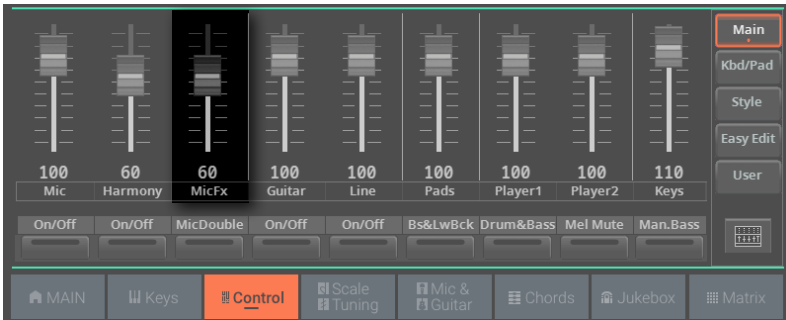 100 60 60 100 100 100 100 100 110
Mic Harmony MicFx Guitar Line Pads Player1 Player2 Keys
On/Off On/Off MicDouble On/Off On/Off Bs&LwBck Drum&Bass Mel Mute Man.Bass
Main
Kbd/Pad
Style
Easy Edit
User
MAIN Keys Control Scale Tuning Mic & Guitar Chords Jukebox Matrix